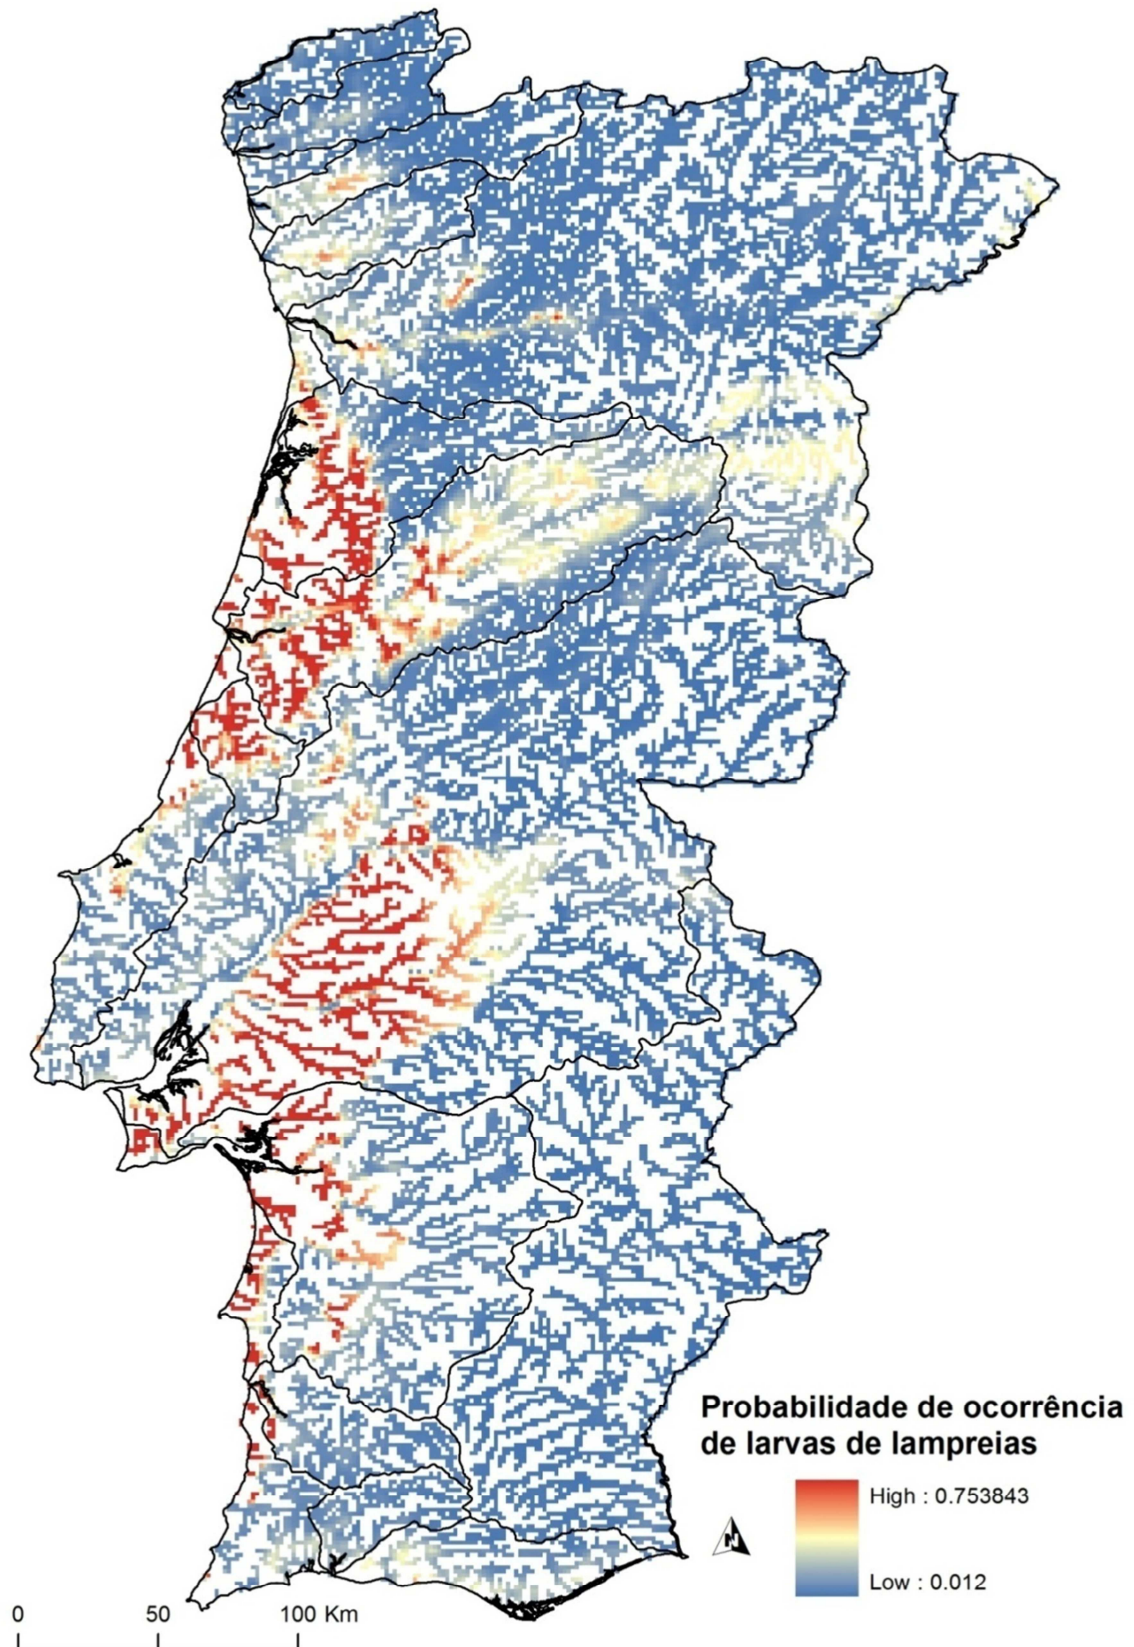 Probabilidade de ocorrência
de larvas de lampreias
High : 0.753843
N
Low : 0.012
0 50 100 Km